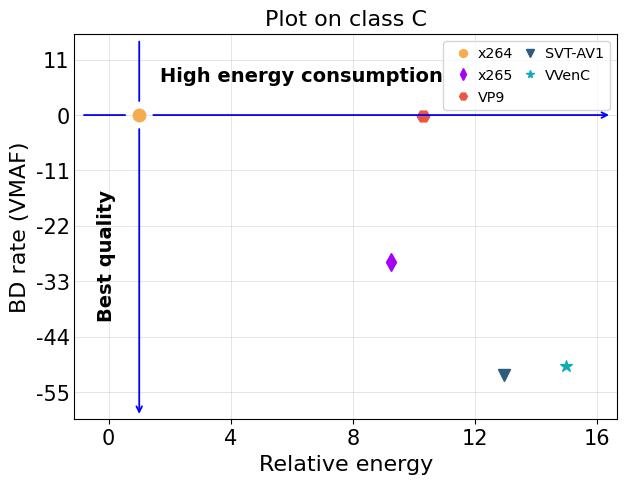 Plot on class C
High energy consumption
x264
x265
VP9
SVT-AV1
VVenC
11
0
-11
-22
-33
-44
-55
BD rate (VMAF)
Best quality
0
4
8
12
16
Relative energy